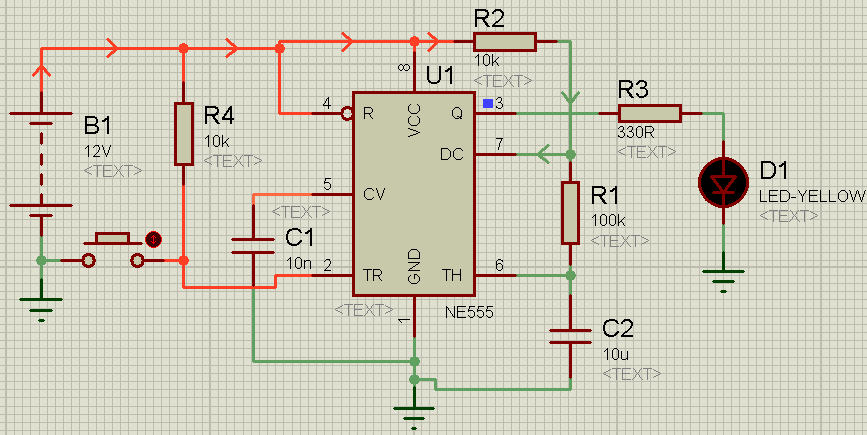 R2
10k
<TEXT>
8
U1
R3
330R
<TEXT>
4
R
VCC
Q
3
B1
12V
<TEXT>
R4
10k
<TEXT>
DC
7
D1
LED-YELLOW
<TEXT>
5
CV
<TEXT>
R1
100k
<TEXT>
C1
10n
2
TR
GND
TH
6
<TEXT>
1
NE555
C2
10u
<TEXT>